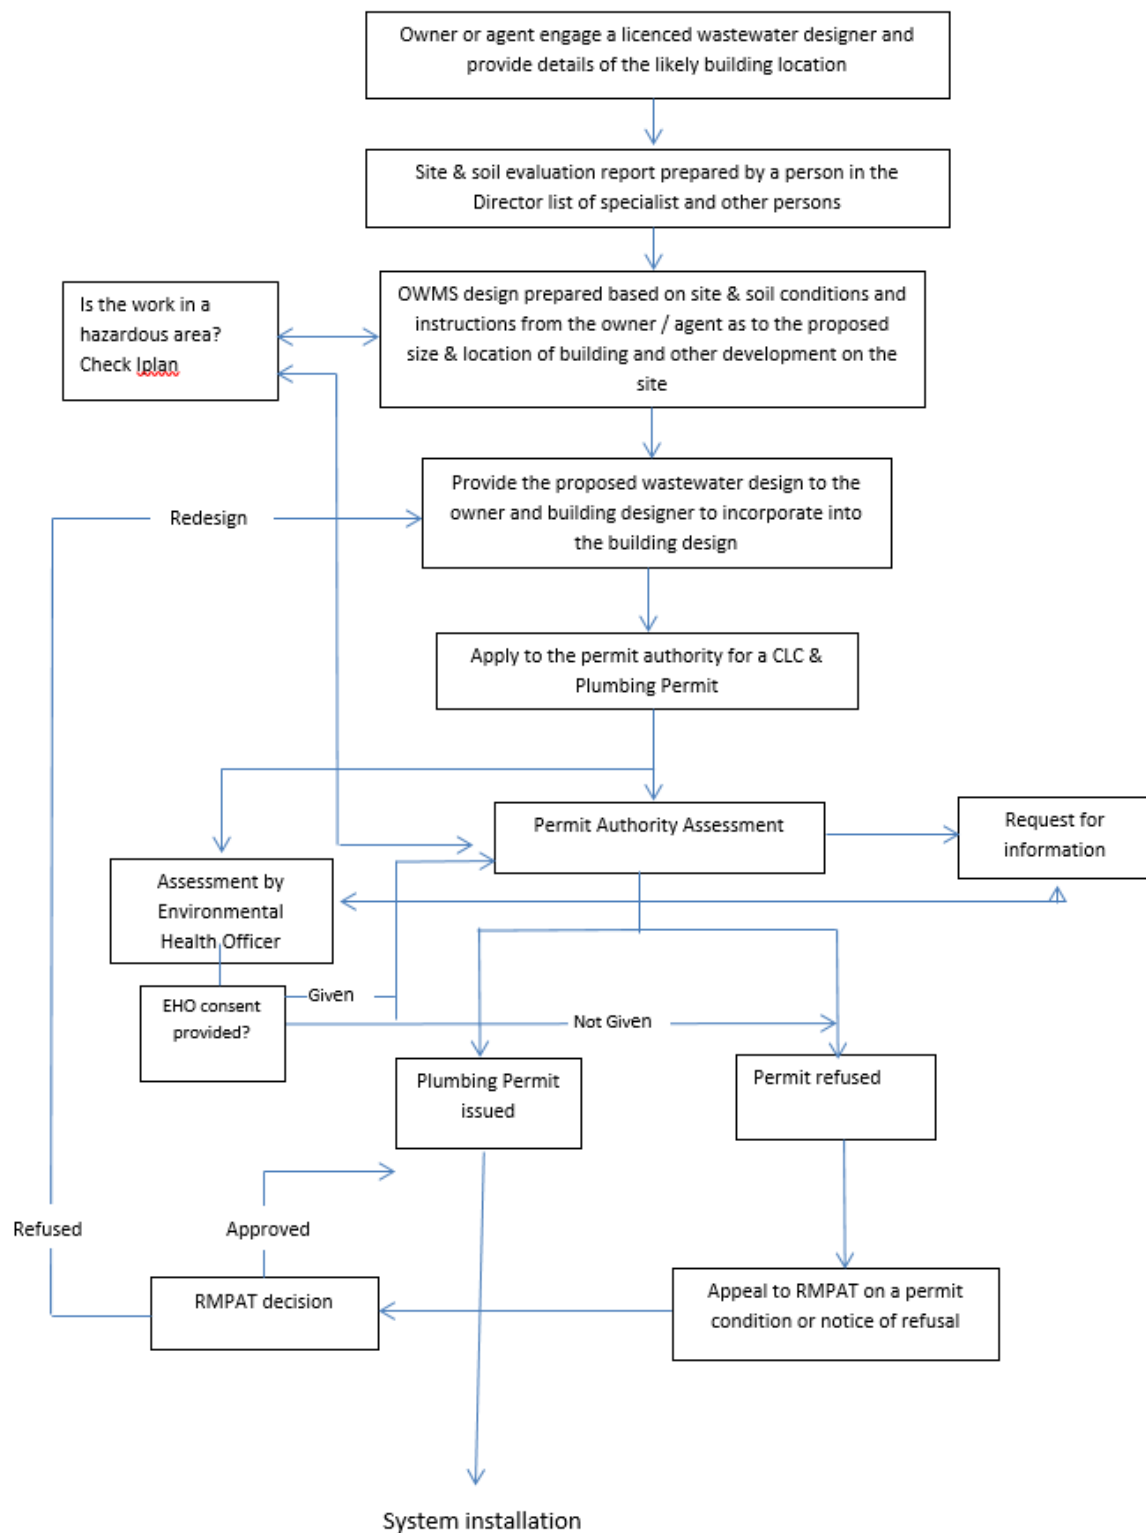 Owner or agent engage a licenced wastewater designer and
provide details of the likely building location
Site & soil evaluation report prepared by a person in the
Director list of specialist and other persons
Is the work in a
hazardous area?
Check Iplan
OWMS design prepared based on site & soil conditions and
instructions from the owner / agent as to the proposed
size & location of building and other development on the
site
Redesign
Provide the proposed wastewater design to the
owner and building designer to incorporate into
the building design
Apply to the permit authority for a CLC &
Plumbing Permit
Permit Authority Assessment
Request for
information
Assessment by
Environmental
Health Officer
EHO consent
provided?
Given
Not Given
Plumbing Permit
issued
Permit refused
Refused
Approved
RMPAT decision
Appeal to RMPAT on a permit
condition or notice of refusal
System installation